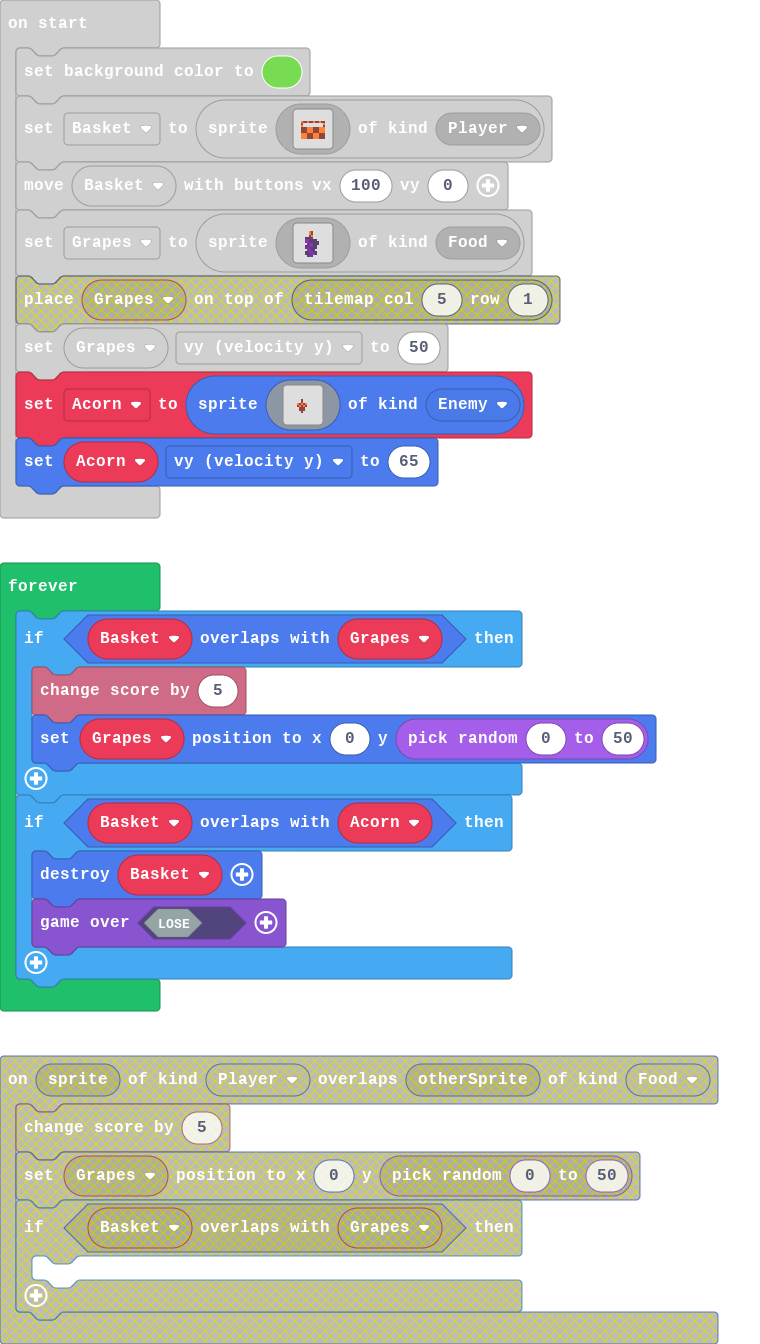 on start
set background color to
set Basket to sprite of kind Player
move Basket with buttons vx 100 vy 0
set Grapes to sprite of kind Food
place Grapes on top of tilemap col 5 row 1
set Grapes vy (velocity y) to 50
set Acorn to sprite of kind Enemy
set Acorn vy (velocity y) to 65
forever
if Basket overlaps with Grapes then
change score by 5
set Grapes position to x 0 y pick random 0 to 50
if Basket overlaps with Acorn then
destroy Basket
game over LOSE
on sprite of kind Player overlaps otherSprite of kind Food
change score by 5
set Grapes position to x 0 y pick random 0 to 50
if Basket overlaps with Grapes then